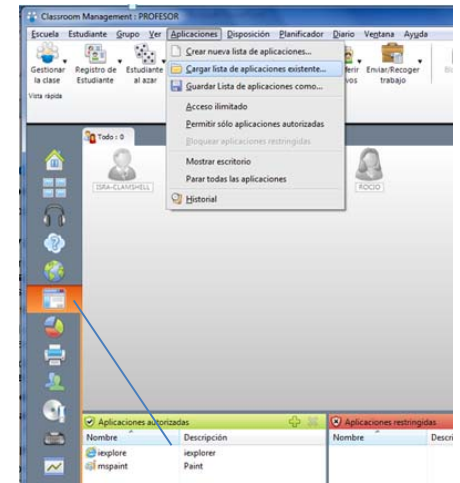 Classroom Management : PROFESOR
Escuela Estudiante Grupo Ver Aplicaciones Disposición Planificador Diario Ventana Ayuda
Gestionar la clase
Registro de Estudiante
Estudiante al azar
Enviar/Recoger trabajo
Vista rápida
Crear nueva lista de aplicaciones...
Cargar lista de aplicaciones existente...
Guardar Lista de aplicaciones como...
Acceso ilimitado
Permitir sólo aplicaciones autorizadas
Bloquear aplicaciones restringidas
Mostrar escritorio
Parar todas las aplicaciones
Historial
Todo : 0
ISRA-CLAMSHELL
ROCIO
Aplicaciones autorizadas
Aplicaciones restringidas
Nombre Descripción
Nombre Descri
iexplore iexplorer
mspaint Paint